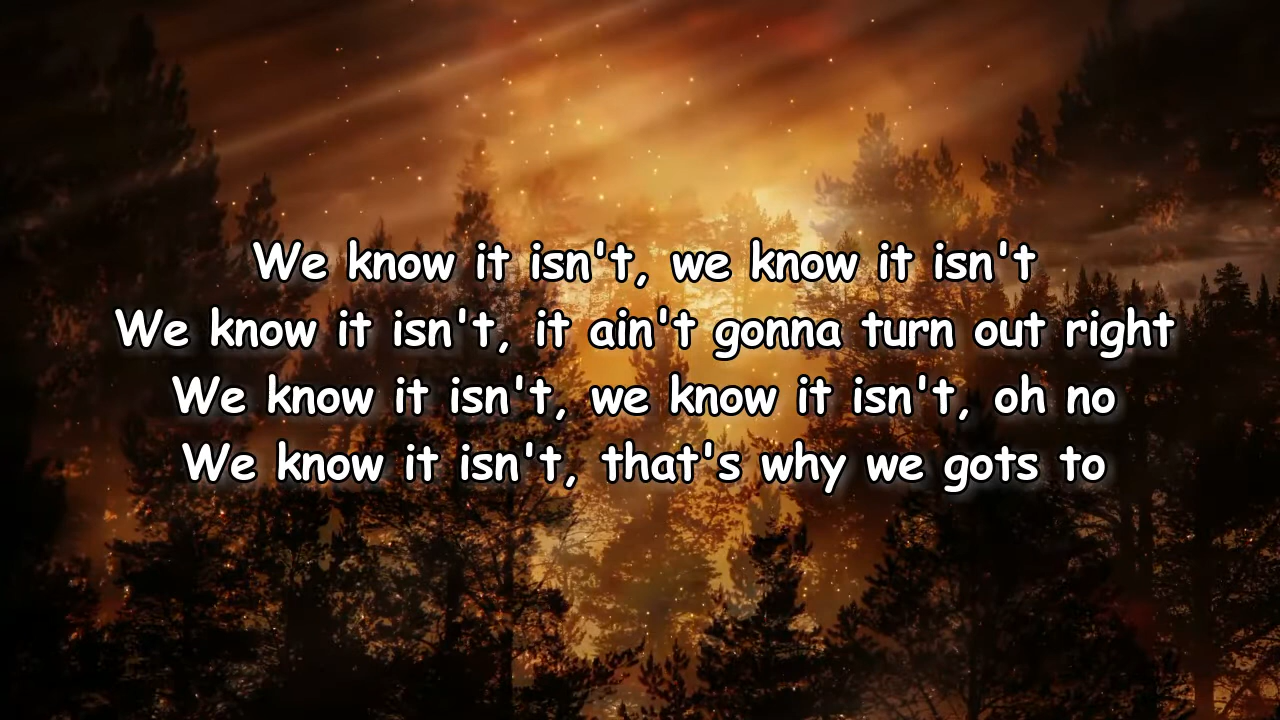 We know it isn't, we know it isn't
We know it isn't, it ain't gonna turn out right
We know it isn't, we know it isn't, oh no
We know it isn't, that's why we gots to